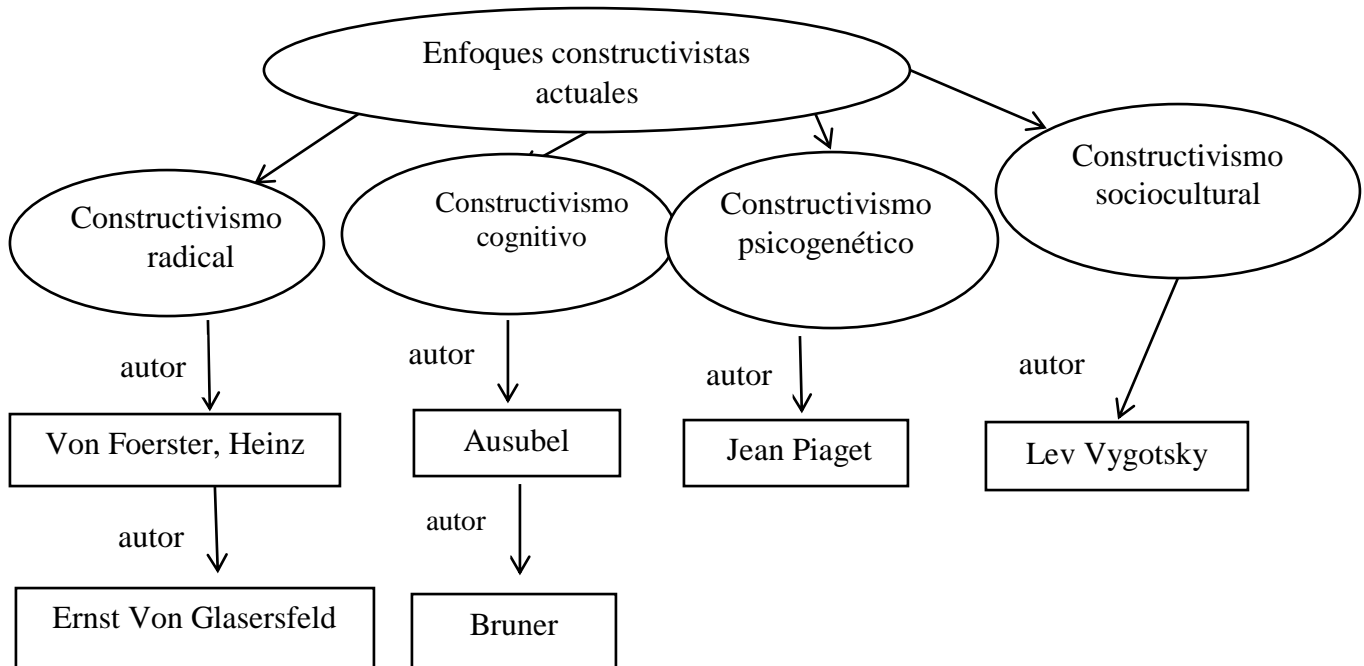 Enfoques constructivistas
actuales
Constructivismo
radical
Constructivismo
cognitivo
Constructivismo
psicogenético
Constructivismo
sociocultural
autor
autor
autor
autor
Von Foerster, Heinz
Ausubel
Jean Piaget
Lev Vygotsky
autor
autor
Ernst Von Glasersfeld
Bruner